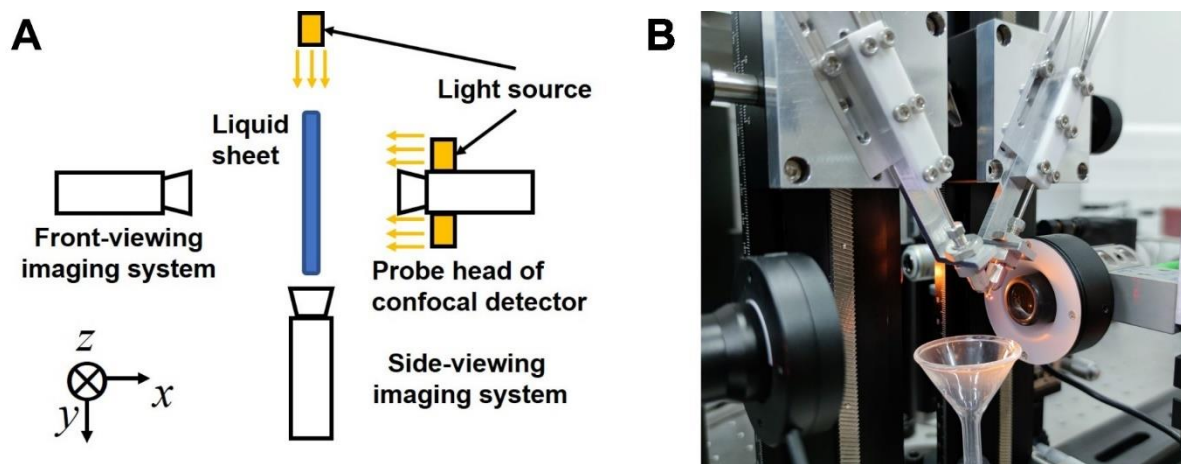 A
Light source
Liquid
sheet
Front-viewing
imaging system
Probe head of
confocal detector
z
x
y
Side-viewing
imaging system
B